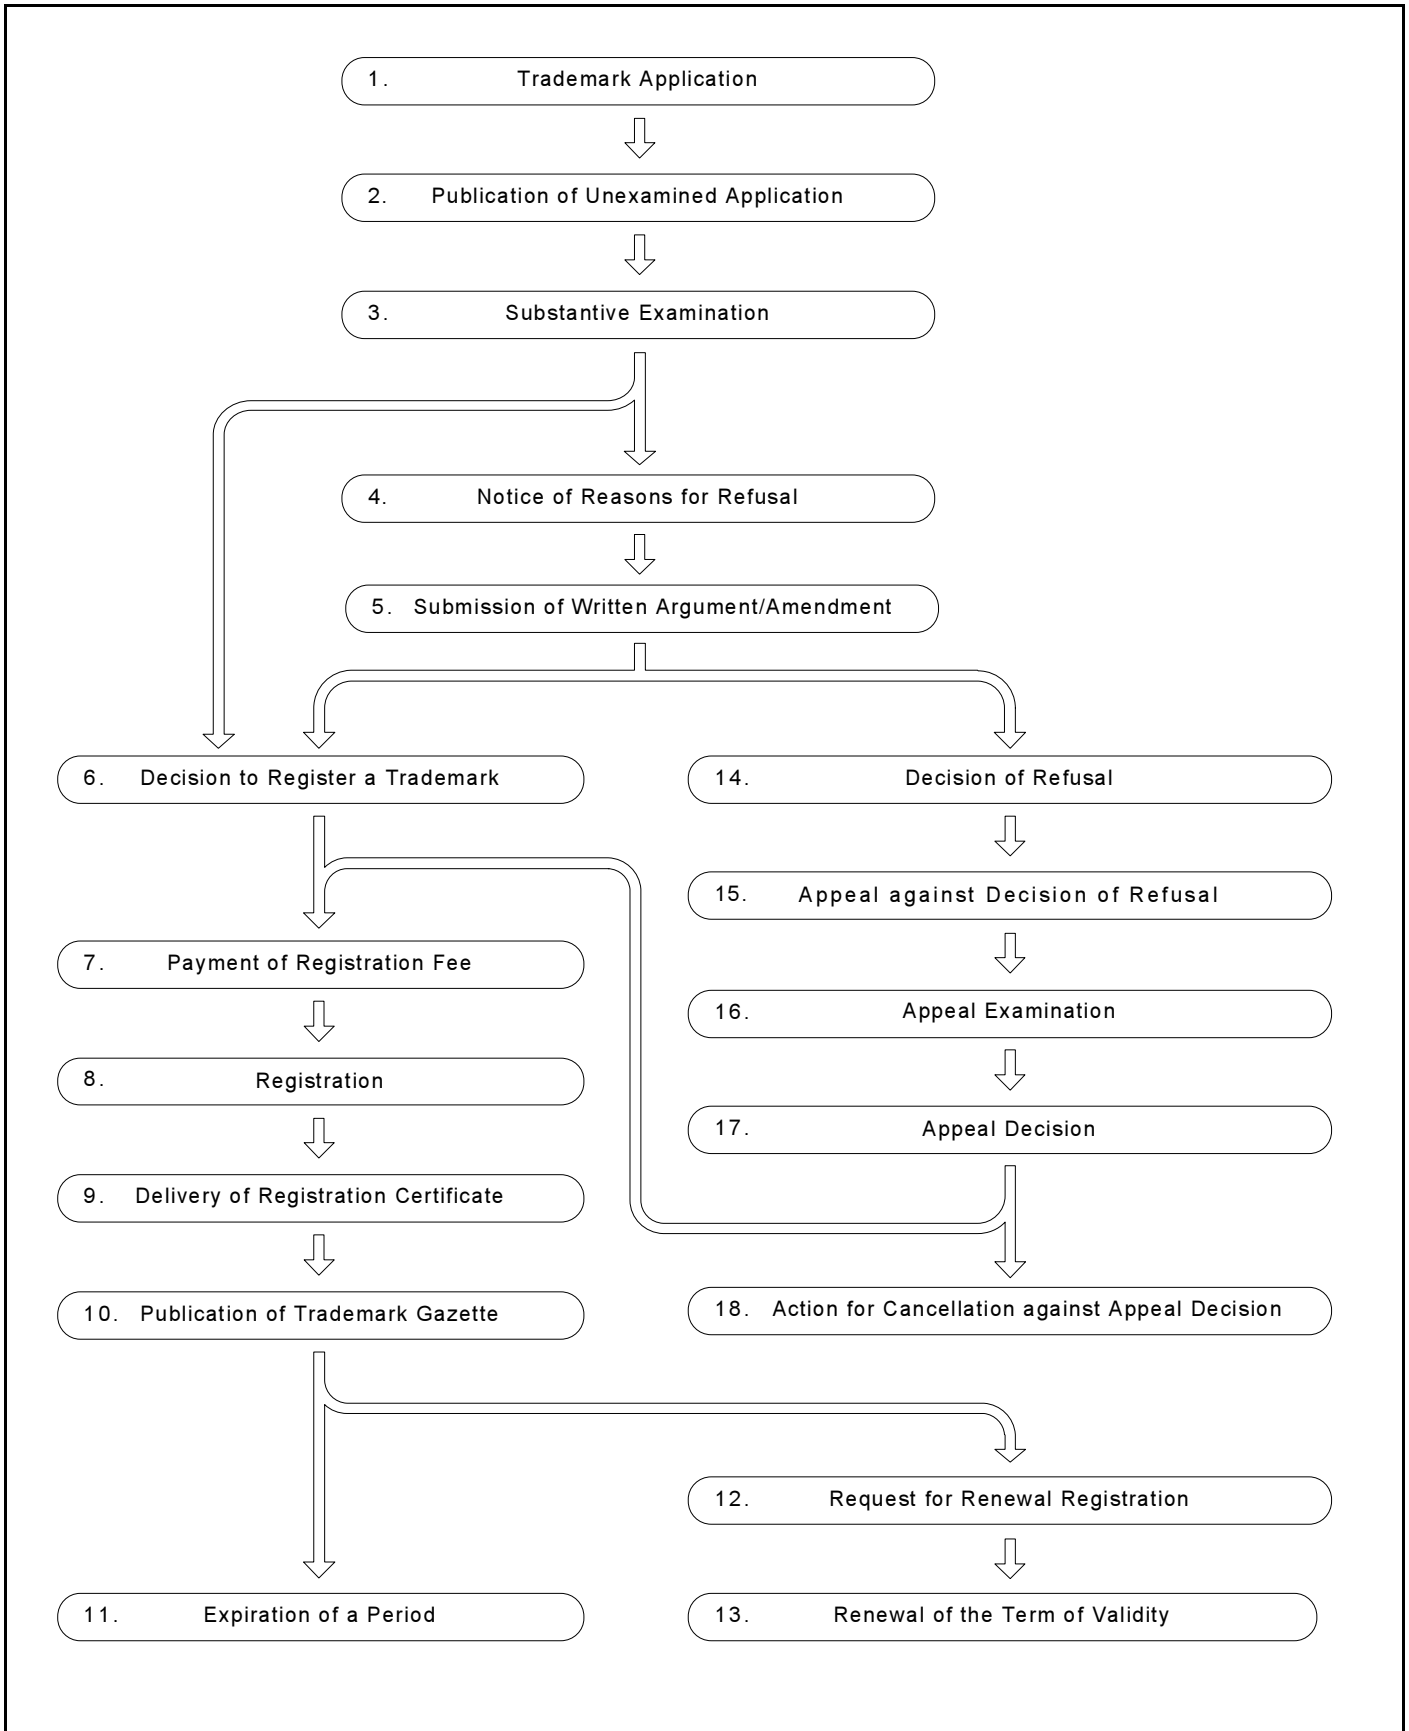 1. Trademark Application
2. Publication of Unexamined Application
3. Substantive Examination
4. Notice of Reasons for Refusal
5. Submission of Written Argument/Amendment
6. Decision to Register a Trademark
14. Decision of Refusal
15. Appeal against Decision of Refusal
7. Payment of Registration Fee
16. Appeal Examination
8. Registration
17. Appeal Decision
9. Delivery of Registration Certificate
10. Publication of Trademark Gazette
18. Action for Cancellation against Appeal Decision
12. Request for Renewal Registration
11. Expiration of a Period
13. Renewal of the Term of Validity